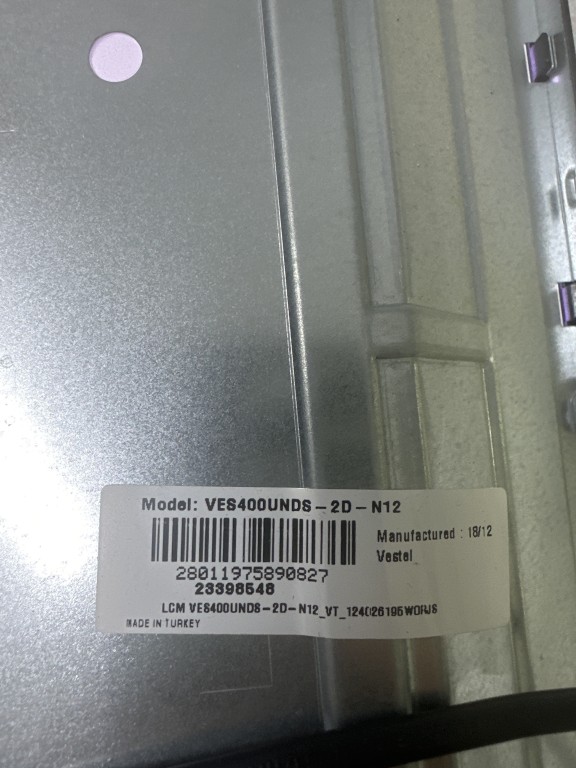 Model: VES400UNDS-2D-N12
Manufactured : 18/12
Vestel
28011975890827
23398548
LCM VES400UNDS-2D-N12_VT_124026195WORJS
MADE IN TURKEY